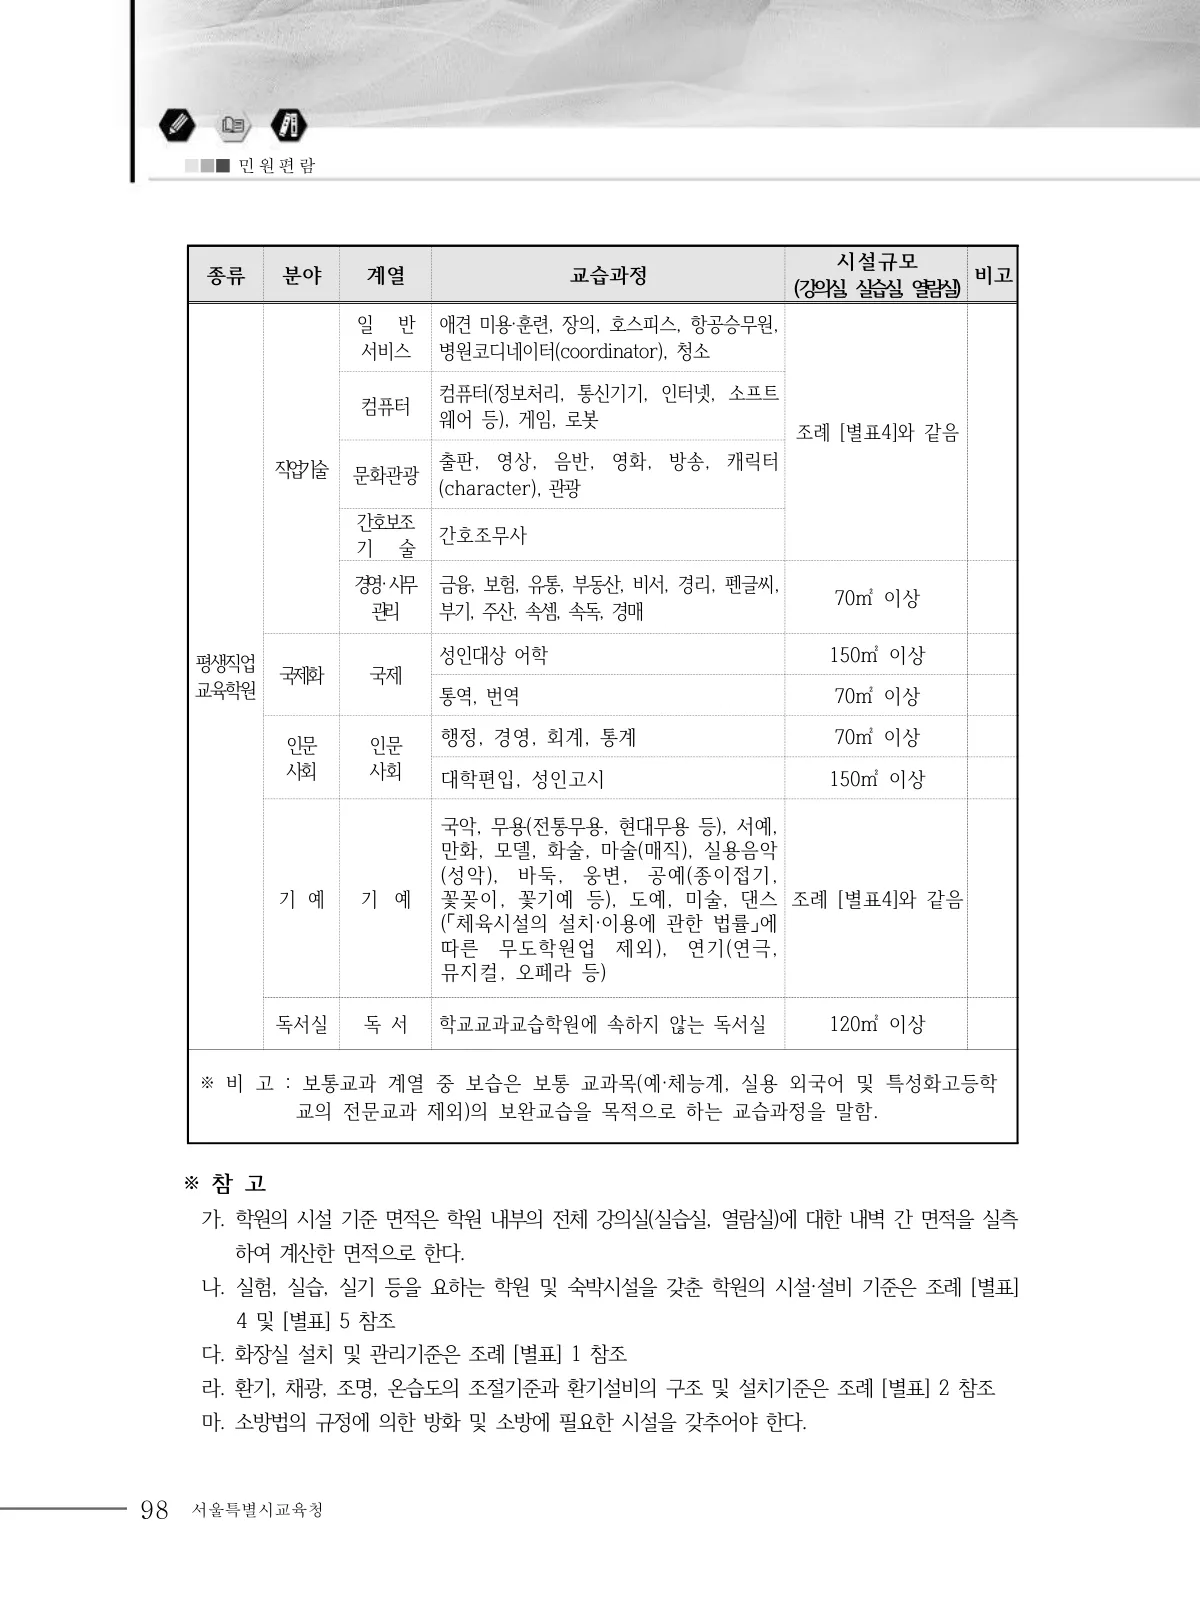 민원편람
종류 분야 계열 교습과정 시설규모 비고
(강의실, 실습실, 열람실)
평생직업
교육학원
직업기술
일 반
서비스
애견 미용·훈련, 장의, 호스피스, 항공승무원,
병원코디네이터(coordinator), 청소
조례 [별표4]와 같음
컴퓨터
컴퓨터(정보처리, 통신기기, 인터넷, 소프트
웨어 등), 게임, 로봇
문화관광
출판, 영상, 음반, 영화, 방송, 캐릭터
(character), 관광
간호보조
기 술
간호조무사
경영·사무
관리
금융, 보험, 유통, 부동산, 비서, 경리, 펜글씨,
부기, 주산, 속셈, 속독, 경매
70㎡ 이상
국제화 국제
성인대상 어학 150㎡ 이상
통역, 번역 70㎡ 이상
인문
사회
인문
사회
행정, 경영, 회계, 통계 70㎡ 이상
대학편입, 성인고시 150㎡ 이상
기 예 기 예
국악, 무용(전통무용, 현대무용 등), 서예,
만화, 모델, 화술, 마술(매직), 실용음악
(성악), 바둑, 웅변, 공예(종이접기,
꽃꽂이, 꽃기예 등), 도예, 미술, 댄스
(「체육시설의 설치·이용에 관한 법률」에
따른 무도학원업 제외), 연기(연극,
뮤지컬, 오페라 등)
조례 [별표4]와 같음
독서실 독 서 학교교과교습학원에 속하지 않는 독서실 120㎡ 이상
※ 비 고 : 보통교과 계열 중 보습은 보통 교과목(예·체능계, 실용 외국어 및 특성화고등학
교의 전문교과 제외)의 보완교습을 목적으로 하는 교습과정을 말함.
※ 참 고
가. 학원의 시설 기준 면적은 학원 내부의 전체 강의실(실습실, 열람실)에 대한 내벽 간 면적을 실측
하여 계산한 면적으로 한다.
나. 실험, 실습, 실기 등을 요하는 학원 및 숙박시설을 갖춘 학원의 시설·설비 기준은 조례 [별표]
4 및 [별표] 5 참조
다. 화장실 설치 및 관리기준은 조례 [별표] 1 참조
라. 환기, 채광, 조명, 온습도의 조절기준과 환기설비의 구조 및 설치기준은 조례 [별표] 2 참조
마. 소방법의 규정에 의한 방화 및 소방에 필요한 시설을 갖추어야 한다.
98 서울특별시교육청